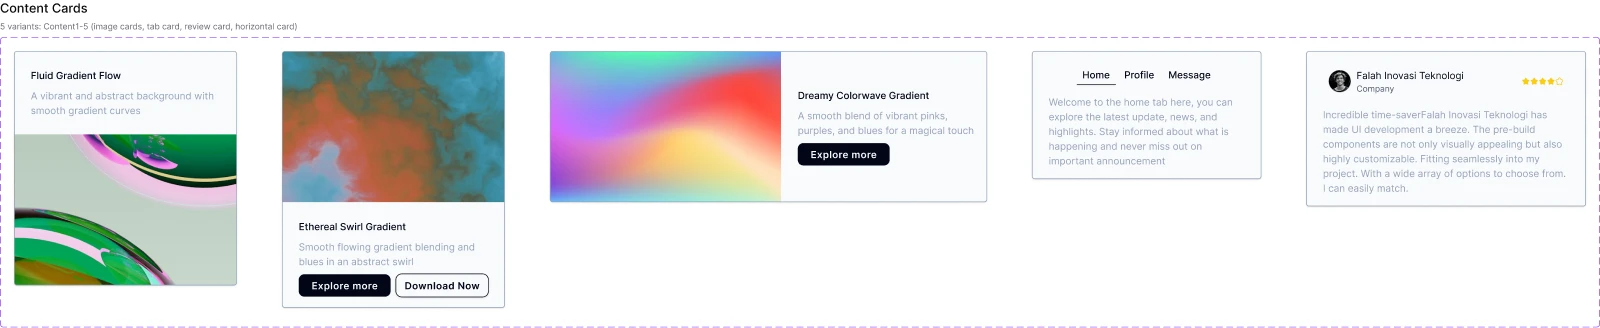 Content Cards
5 variants: Content1-5 (image cards, tab card, review card, horizontal card)
Fluid Gradient Flow
A vibrant and abstract background with
smooth gradient curves
Ethereal Swirl Gradient
Smooth flowing gradient blending and
blues in an abstract swirl
Explore more
Download Now
Dreamy Colorwave Gradient
A smooth blend of vibrant pinks,
purples, and blues for a magical touch
Explore more
Home Profile Message
Welcome to the home tab here, you can
explore the latest update, news, and
highlights. Stay informed about what is
happening and never miss out on
important announcement
Falah Inovasi Teknologi
Company
Incredible time-saverFalah Inovasi Teknologi has
made UI development a breeze. The pre-build
components are not only visually appealing but also
highly customizable. Fitting seamlessly into my
project. With a wide array of options to choose from.
I can easily match.